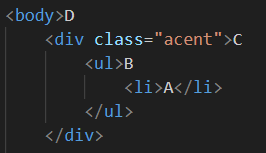 <body>D
<div class="acent">C
<ul>B
<li>A</li>
</ul>
</div>